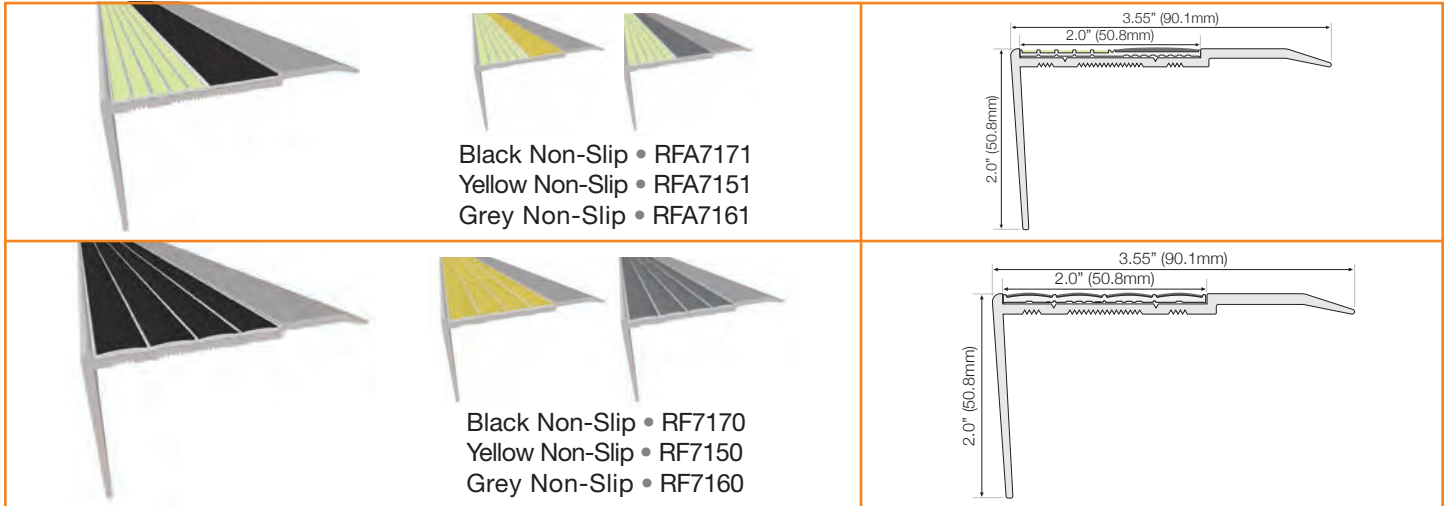 Black Non-Slip • RFA7171
Yellow Non-Slip • RFA7151
Grey Non-Slip • RFA7161
3.55” (90.1mm)
2.0” (50.8mm)
2.0” (50.8mm)
Black Non-Slip • RF7170
Yellow Non-Slip • RF7150
Grey Non-Slip • RF7160
3.55” (90.1mm)
2.0” (50.8mm)
2.0” (50.8mm)